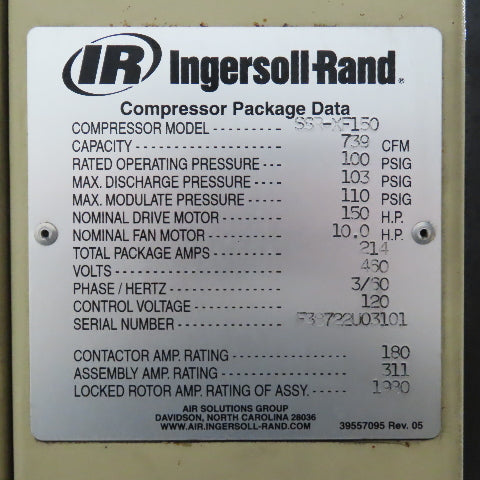 IR Ingersoll-Rand®
Compressor Package Data
COMPRESSOR MODEL --------- SSR-XF150
CAPACITY ---------------- 739 CFM
RATED OPERATING PRESSURE ---- 100 PSIG
MAX. DISCHARGE PRESSURE ---- 103 PSIG
MAX. MODULATE PRESSURE ----- 110 PSIG
NOMINAL DRIVE MOTOR ------- 150 H.P.
NOMINAL FAN MOTOR -------- 10.0 H.P.
TOTAL PACKAGE AMPS --------- 214
VOLTS ------------------- 460
PHASE / HERTZ ------------- 3/60
CONTROL VOLTAGE ----------- 120
SERIAL NUMBER -----------
CONTACTOR AMP. RATING --------------- 180
ASSEMBLY AMP. RATING --------------- 311
LOCKED ROTOR AMP. RATING OF ASSY.----- 1930
AIR SOLUTIONS GROUP
DAVIDSON, NORTH CAROLINA 28036
WWW.AIR.INGERSOLL-RAND.COM 39557095 Rev. 05